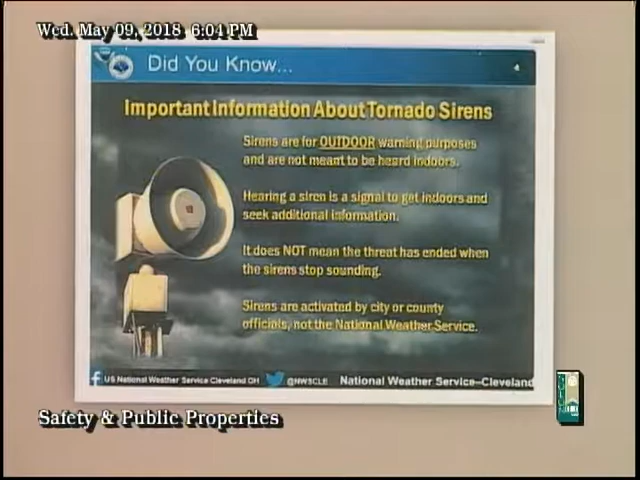 Wed. May 09, 2018 6:04 PM
Did You Know...
Important Information About Tornado Sirens
Sirens are for OUTDOOR warning purposes
and are not meant to be heard indoors.
Hearing a siren is a signal to get indoors and
seek additional information.
It does NOT mean the threat has ended when
the sirens stop sounding.
Sirens are activated by city or county
officials, not the National Weather Service.
US National Weather Service Cleveland OH @NWSCLE National Weather Service–Cleveland
Safety & Public Properties